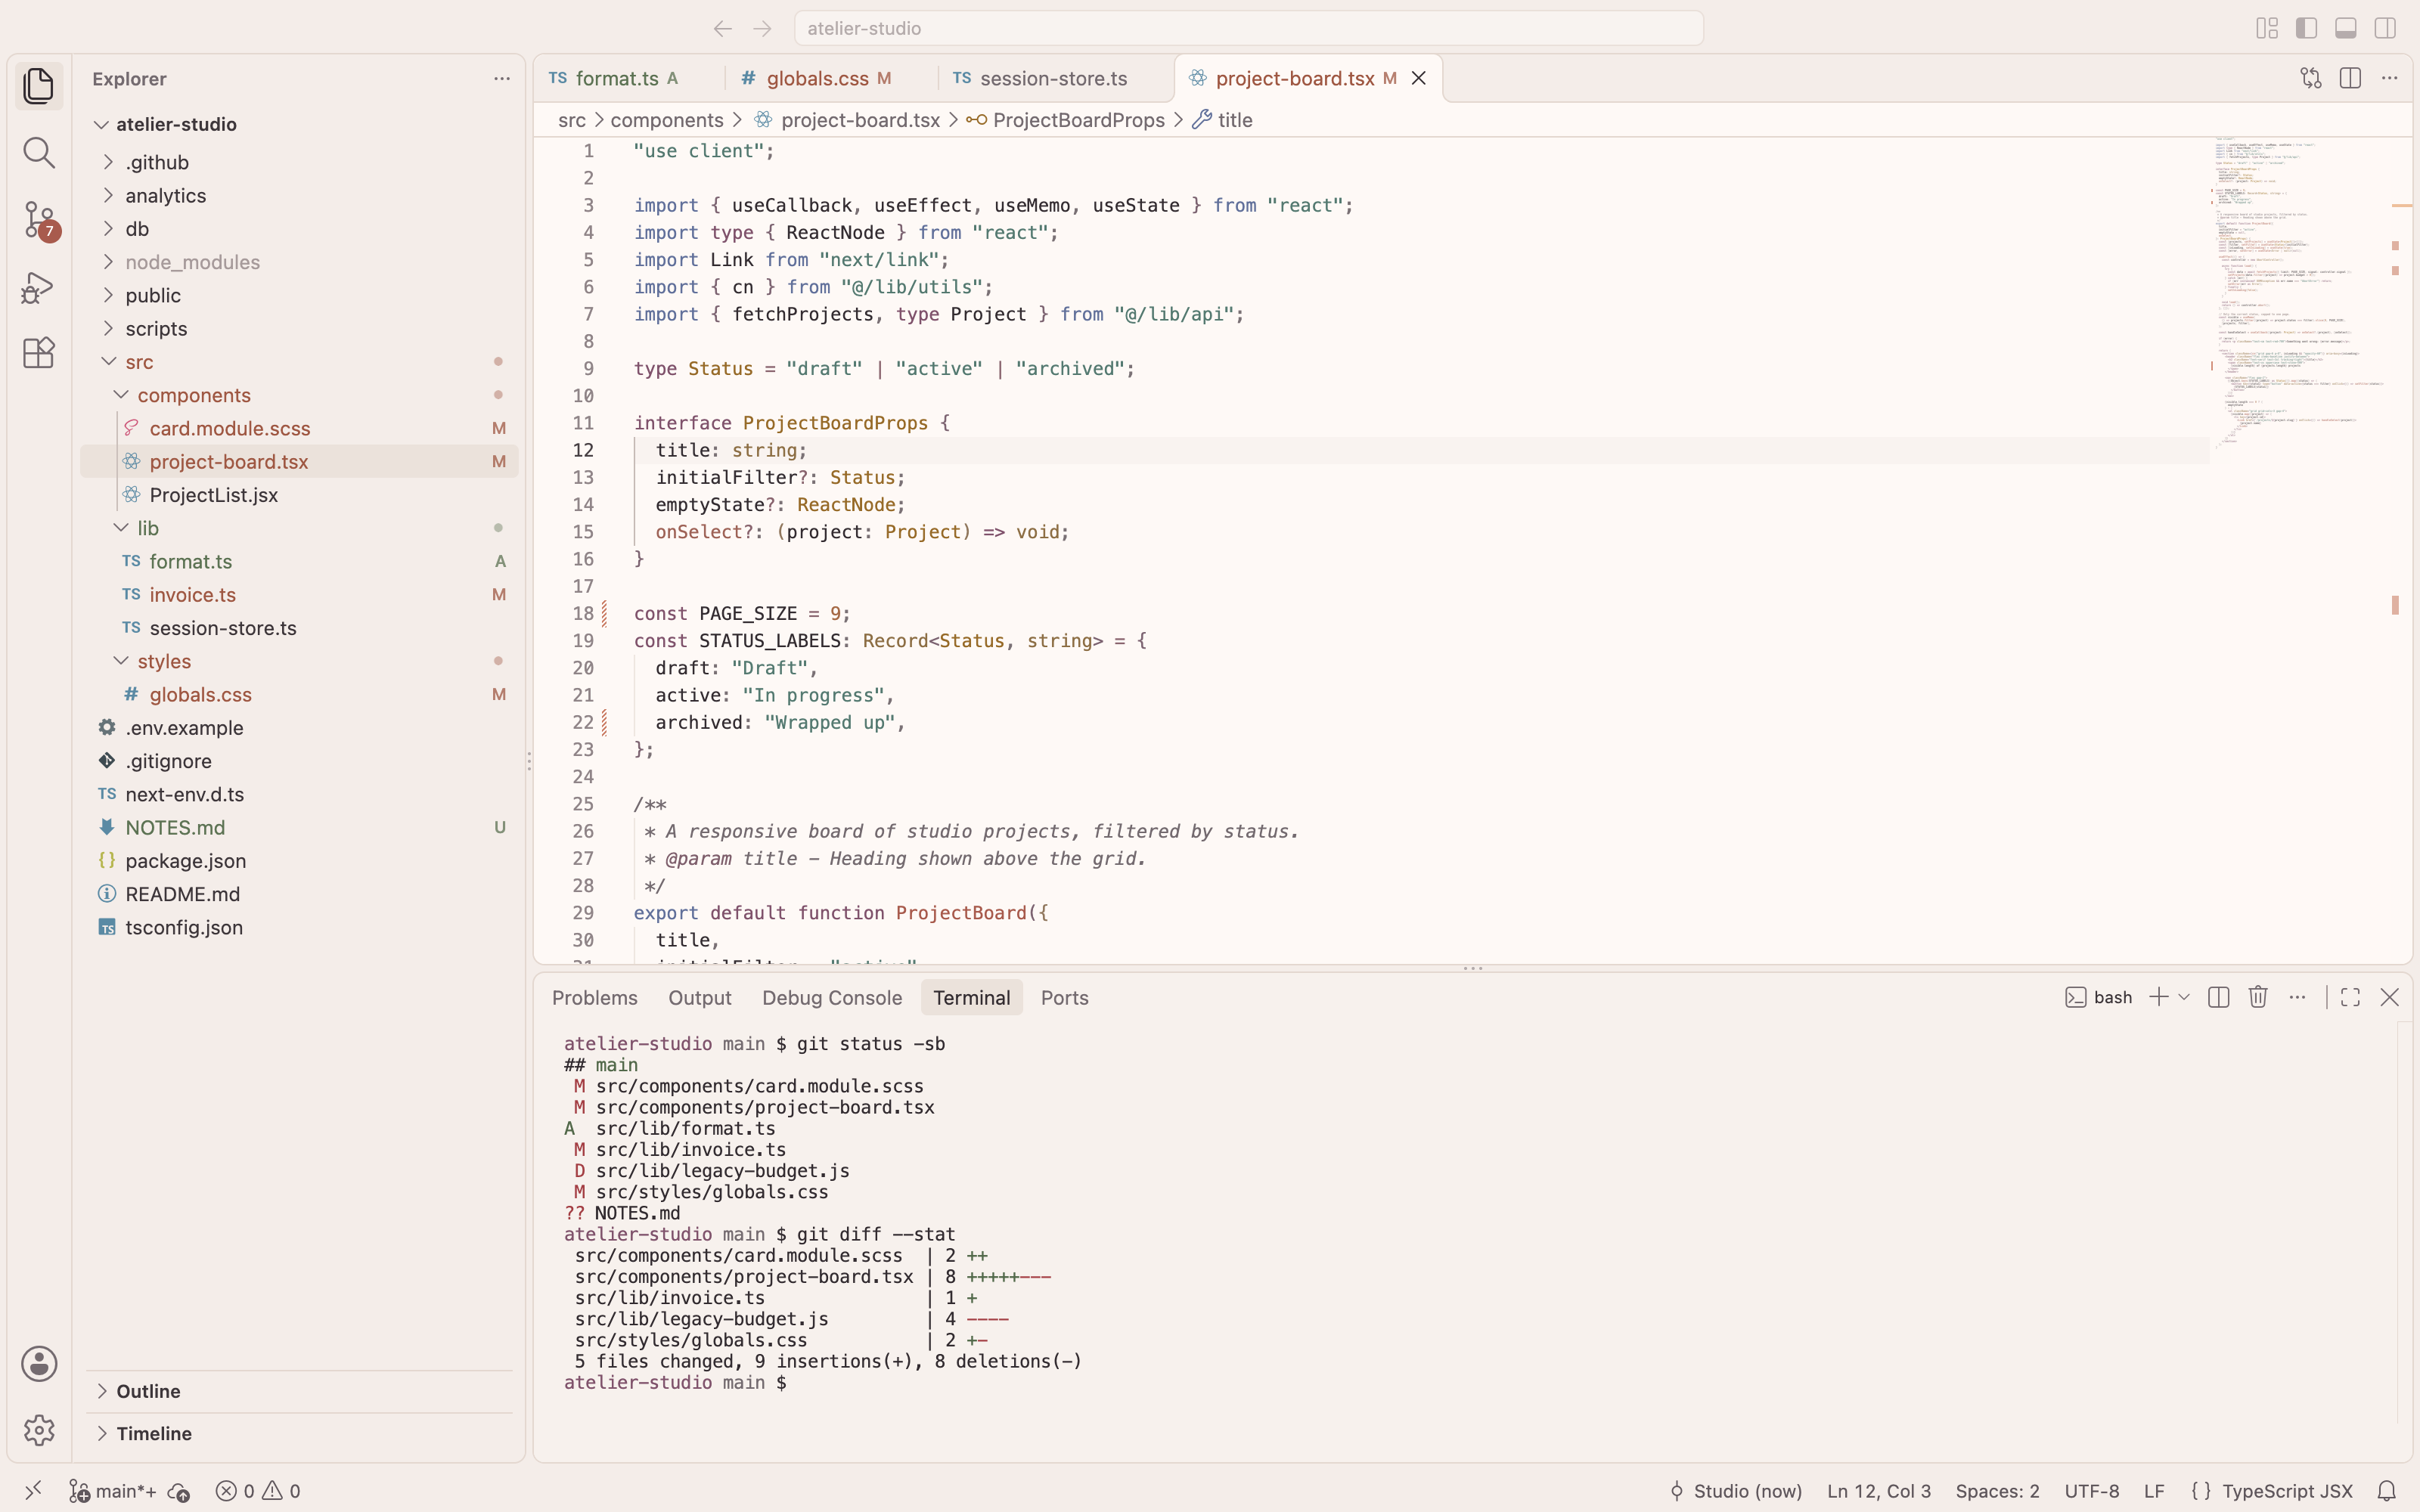 atelier-studio
Explorer
atelier-studio
.github
analytics
db
node_modules
public
scripts
src
components
card.module.scss M
project-board.tsx M
ProjectList.jsx
lib
TS format.ts A
TS invoice.ts M
TS session-store.ts
styles
# globals.css M
.env.example
.gitignore
TS next-env.d.ts
NOTES.md U
{} package.json
README.md
TS tsconfig.json
Outline
Timeline
7
TS format.ts A
# globals.css M
TS session-store.ts
project-board.tsx M
src > components > project-board.tsx > ProjectBoardProps > title
1 "use client";
2
3 import { useCallback, useEffect, useMemo, useState } from "react";
4 import type { ReactNode } from "react";
5 import Link from "next/link";
6 import { cn } from "@/lib/utils";
7 import { fetchProjects, type Project } from "@/lib/api";
8
9 type Status = "draft" | "active" | "archived";
10
11 interface ProjectBoardProps {
12 title: string;
13 initialFilter?: Status;
14 emptyState?: ReactNode;
15 onSelect?: (project: Project) => void;
16 }
17
18 const PAGE_SIZE = 9;
19 const STATUS_LABELS: Record<Status, string> = {
20 draft: "Draft",
21 active: "In progress",
22 archived: "Wrapped up",
23 };
24
25 /**
26 * A responsive board of studio projects, filtered by status.
27 * @param title – Heading shown above the grid.
28 */
29 export default function ProjectBoard({
30 title,
31 initialFilter = "active"
Problems Output Debug Console Terminal Ports
bash
atelier-studio main $ git status -sb
## main
M src/components/card.module.scss
M src/components/project-board.tsx
A src/lib/format.ts
M src/lib/invoice.ts
D src/lib/legacy-budget.js
M src/styles/globals.css
?? NOTES.md
atelier-studio main $ git diff --stat
src/components/card.module.scss | 2 ++
src/components/project-board.tsx | 8 +++++---
src/lib/invoice.ts | 1 +
src/lib/legacy-budget.js | 4 ----
src/styles/globals.css | 2 +-
5 files changed, 9 insertions(+), 8 deletions(-)
atelier-studio main $
main*+ 0 0
Studio (now) Ln 12, Col 3 Spaces: 2 UTF-8 LF {} TypeScript JSX